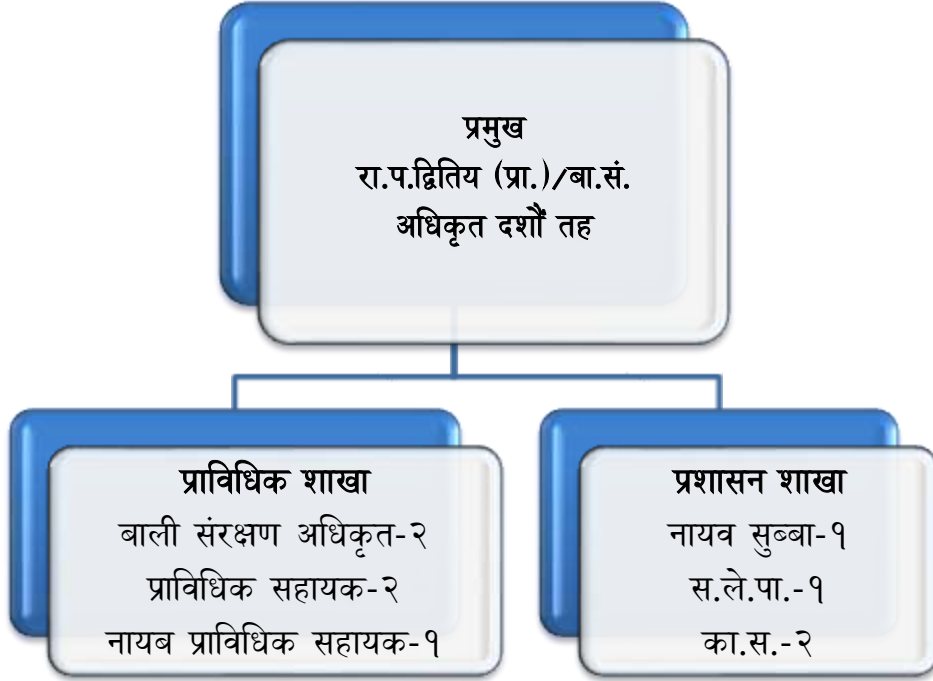 प्रमुख
रा.प.द्वितिय (प्रा.)/बा.सं.
अधिकृत दशौं तह
प्राविधिक शाखा
बाली संरक्षण अधिकृत-२
प्राविधिक सहायक-२
नायब प्राविधिक सहायक-१
प्रशासन शाखा
नायव सुब्बा-१
स.ले.पा.-१
का.स.-२